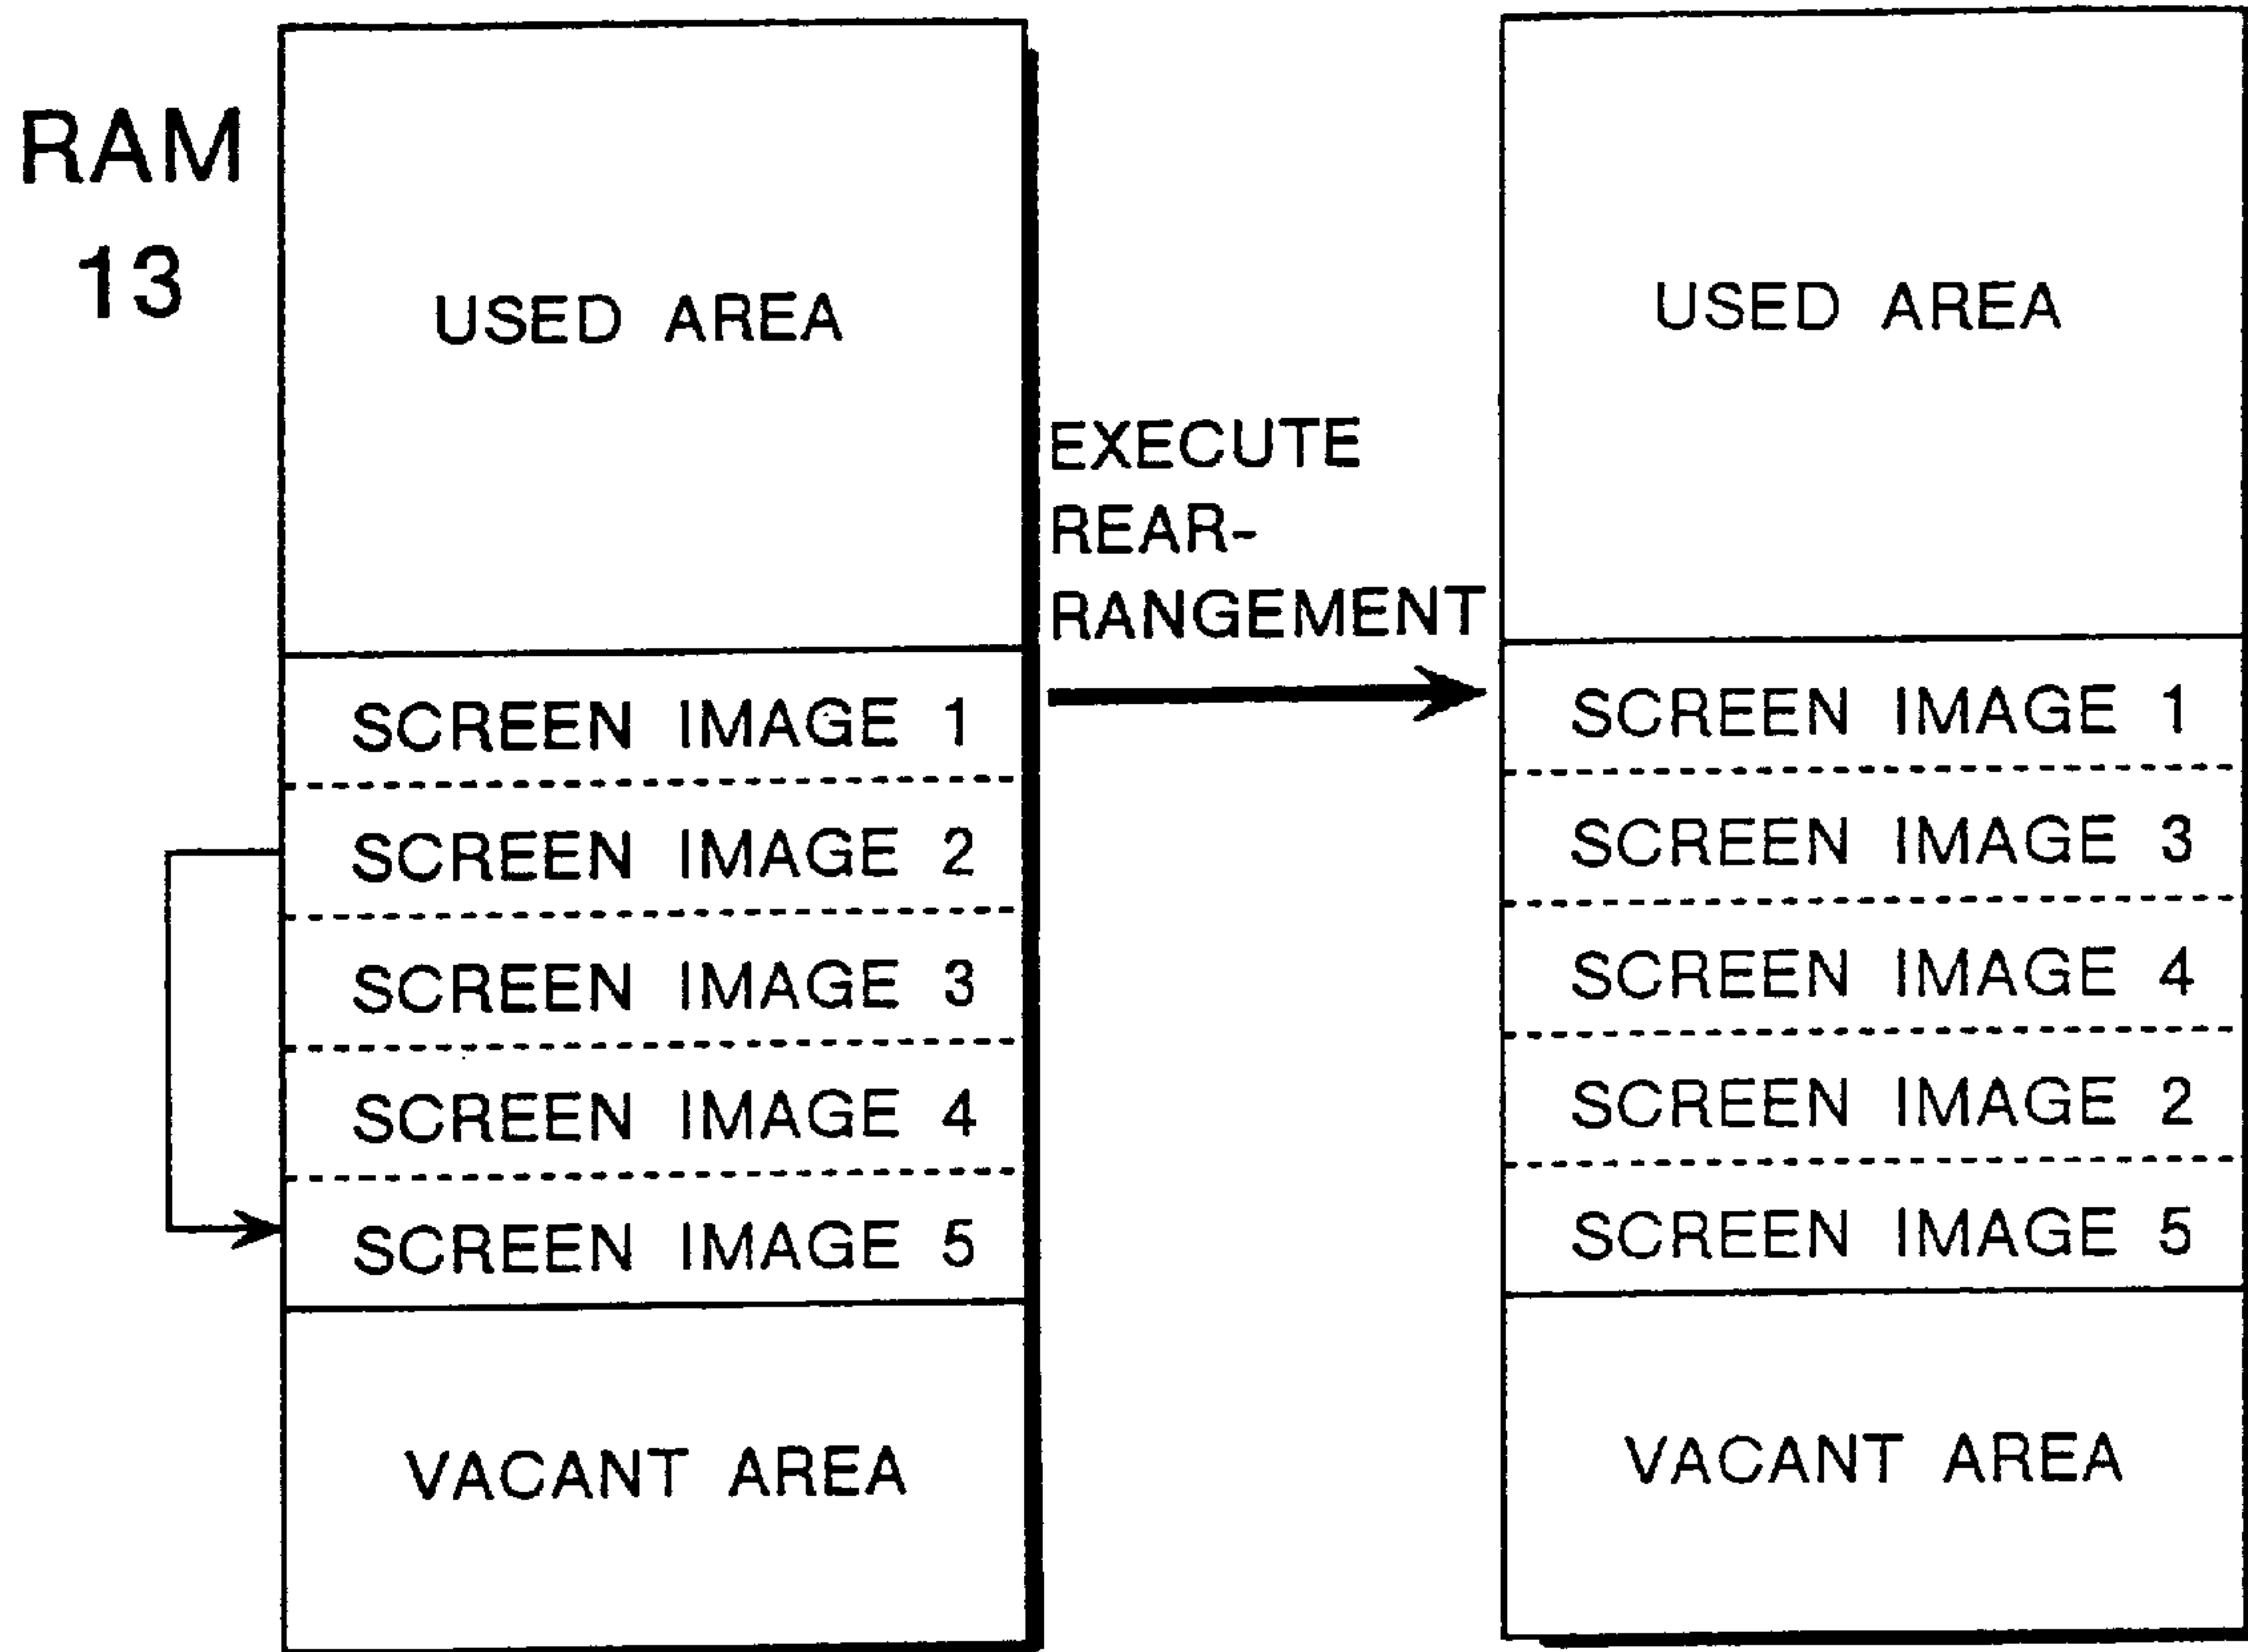 RAM
13
USED AREA
SCREEN IMAGE 1
SCREEN IMAGE 2
SCREEN IMAGE 3
SCREEN IMAGE 4
SCREEN IMAGE 5
VACANT AREA
EXECUTE
REAR-
RANGEMENT
USED AREA
SCREEN IMAGE 1
SCREEN IMAGE 3
SCREEN IMAGE 4
SCREEN IMAGE 2
SCREEN IMAGE 5
VACANT AREA